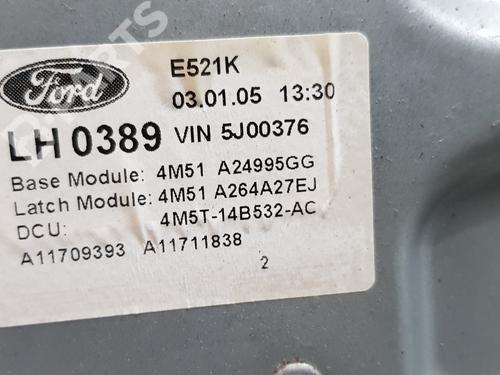 Ford
E521K
03.01.05 13:30
LH 0389 VIN 5J00376
Base Module: 4M51 A24995GG
Latch Module: 4M51 A264A27EJ
DCU: 4M5T-14B532-AC
A11709393 A11711838
2